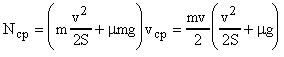 N_cp = (m v²/2S + μmg) v_cp = mv/2 (v²/2S + μg)